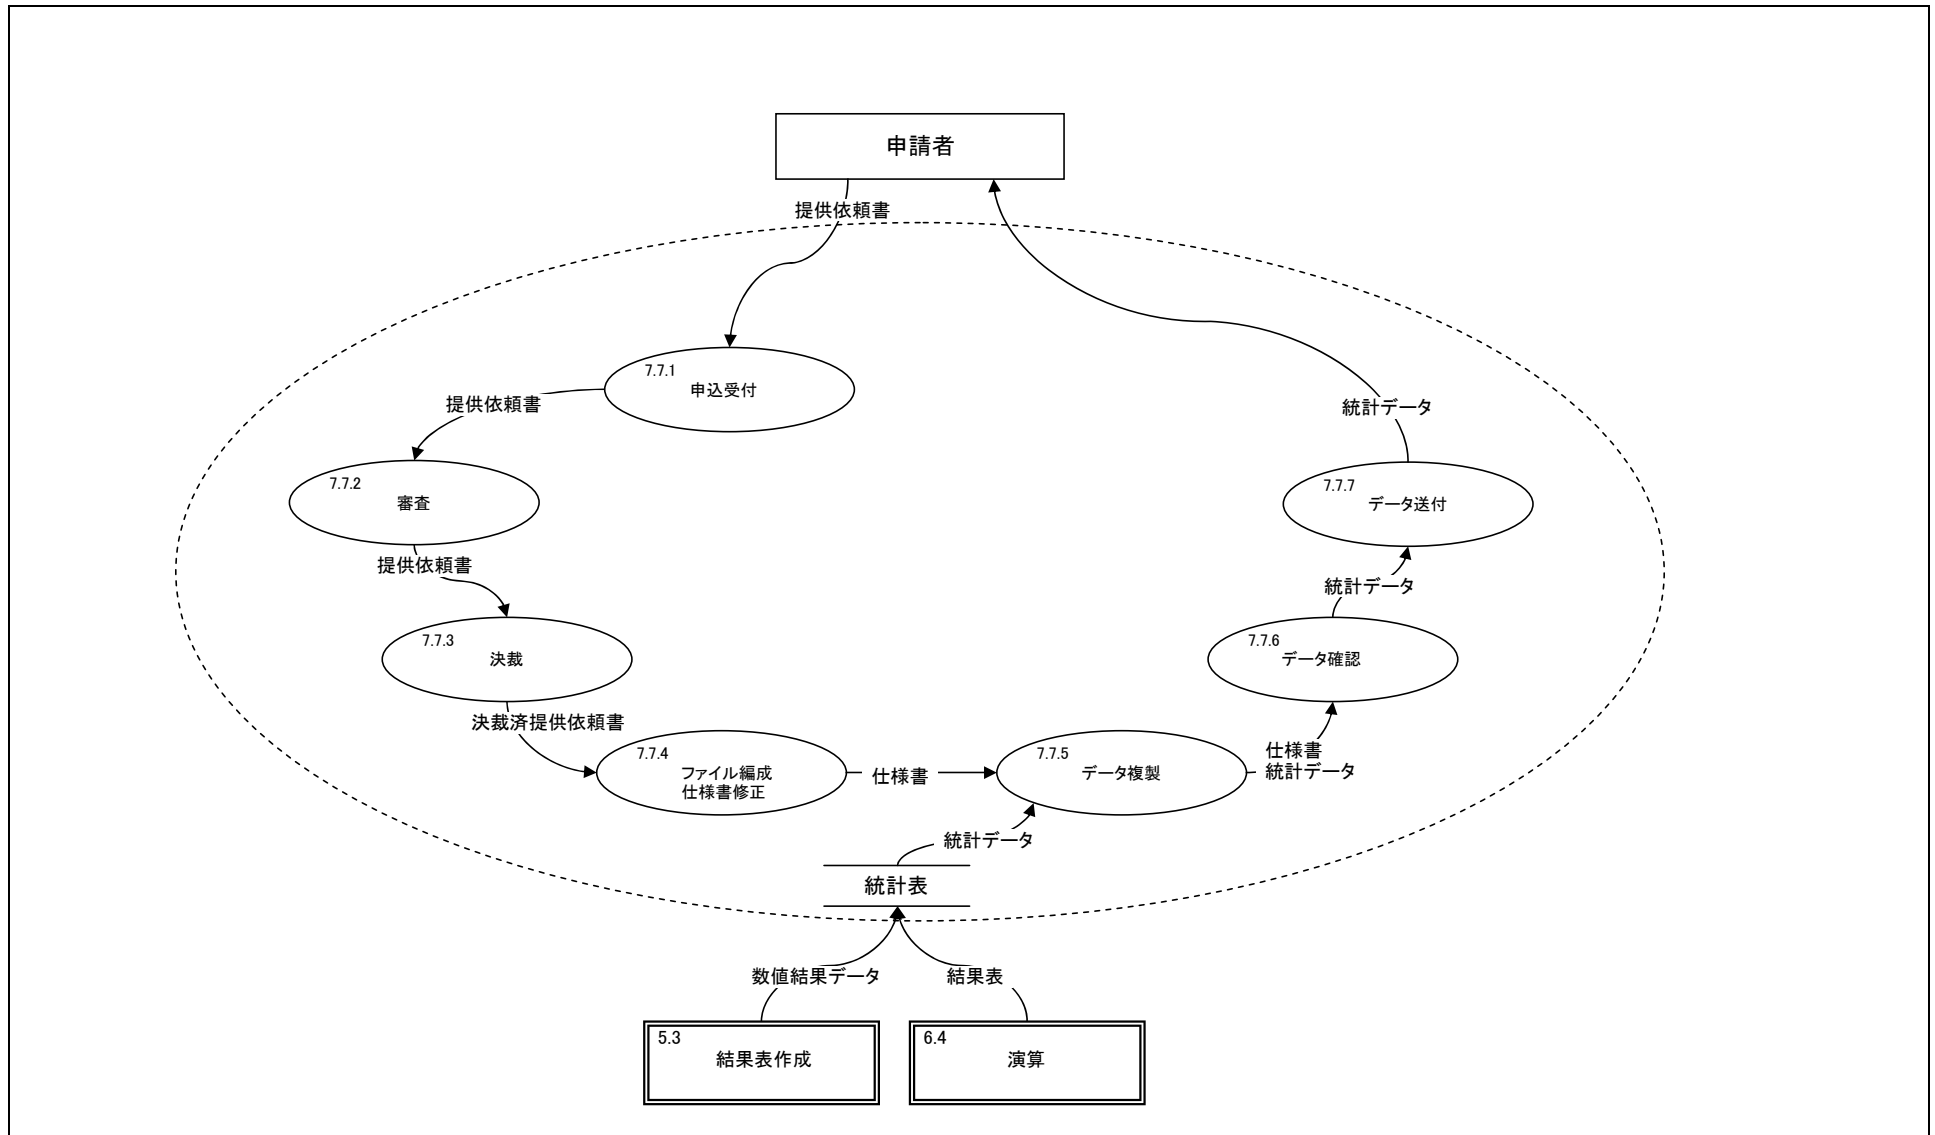 申請者
提供依頼書
7.7.1
申込受付
提供依頼書
7.7.2
審査
提供依頼書
7.7.3
決裁
決裁済提供依頼書
7.7.4
ファイル編成
仕様書修正
仕様書
7.7.5
データ複製
仕様書
統計データ
7.7.6
データ確認
統計データ
7.7.7
データ送付
統計データ
統計データ
統計表
数値結果データ
結果表
5.3
結果表作成
6.4
演算